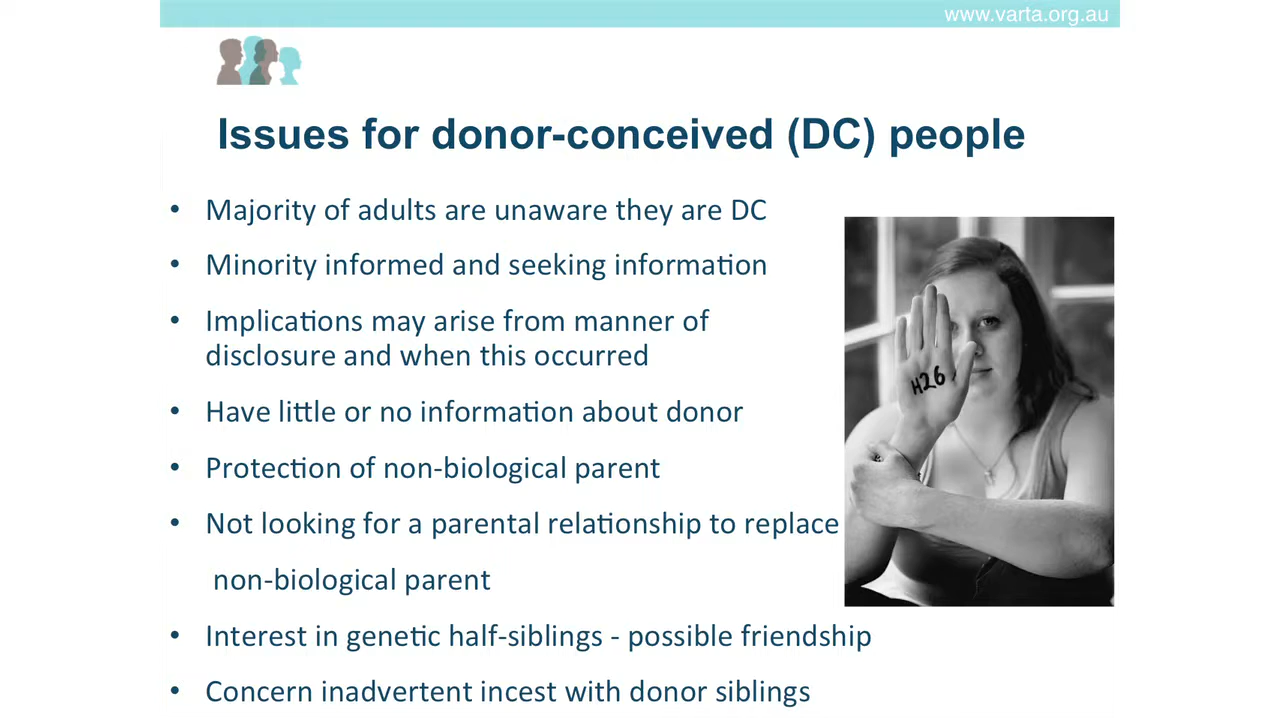 www.varta.org.au
Issues for donor-conceived (DC) people
• Majority of adults are unaware they are DC
• Minority informed and seeking information
• Implications may arise from manner of
disclosure and when this occurred
• Have little or no information about donor
• Protection of non-biological parent
• Not looking for a parental relationship to replace
non-biological parent
• Interest in genetic half-siblings - possible friendship
• Concern inadvertent incest with donor siblings
H26